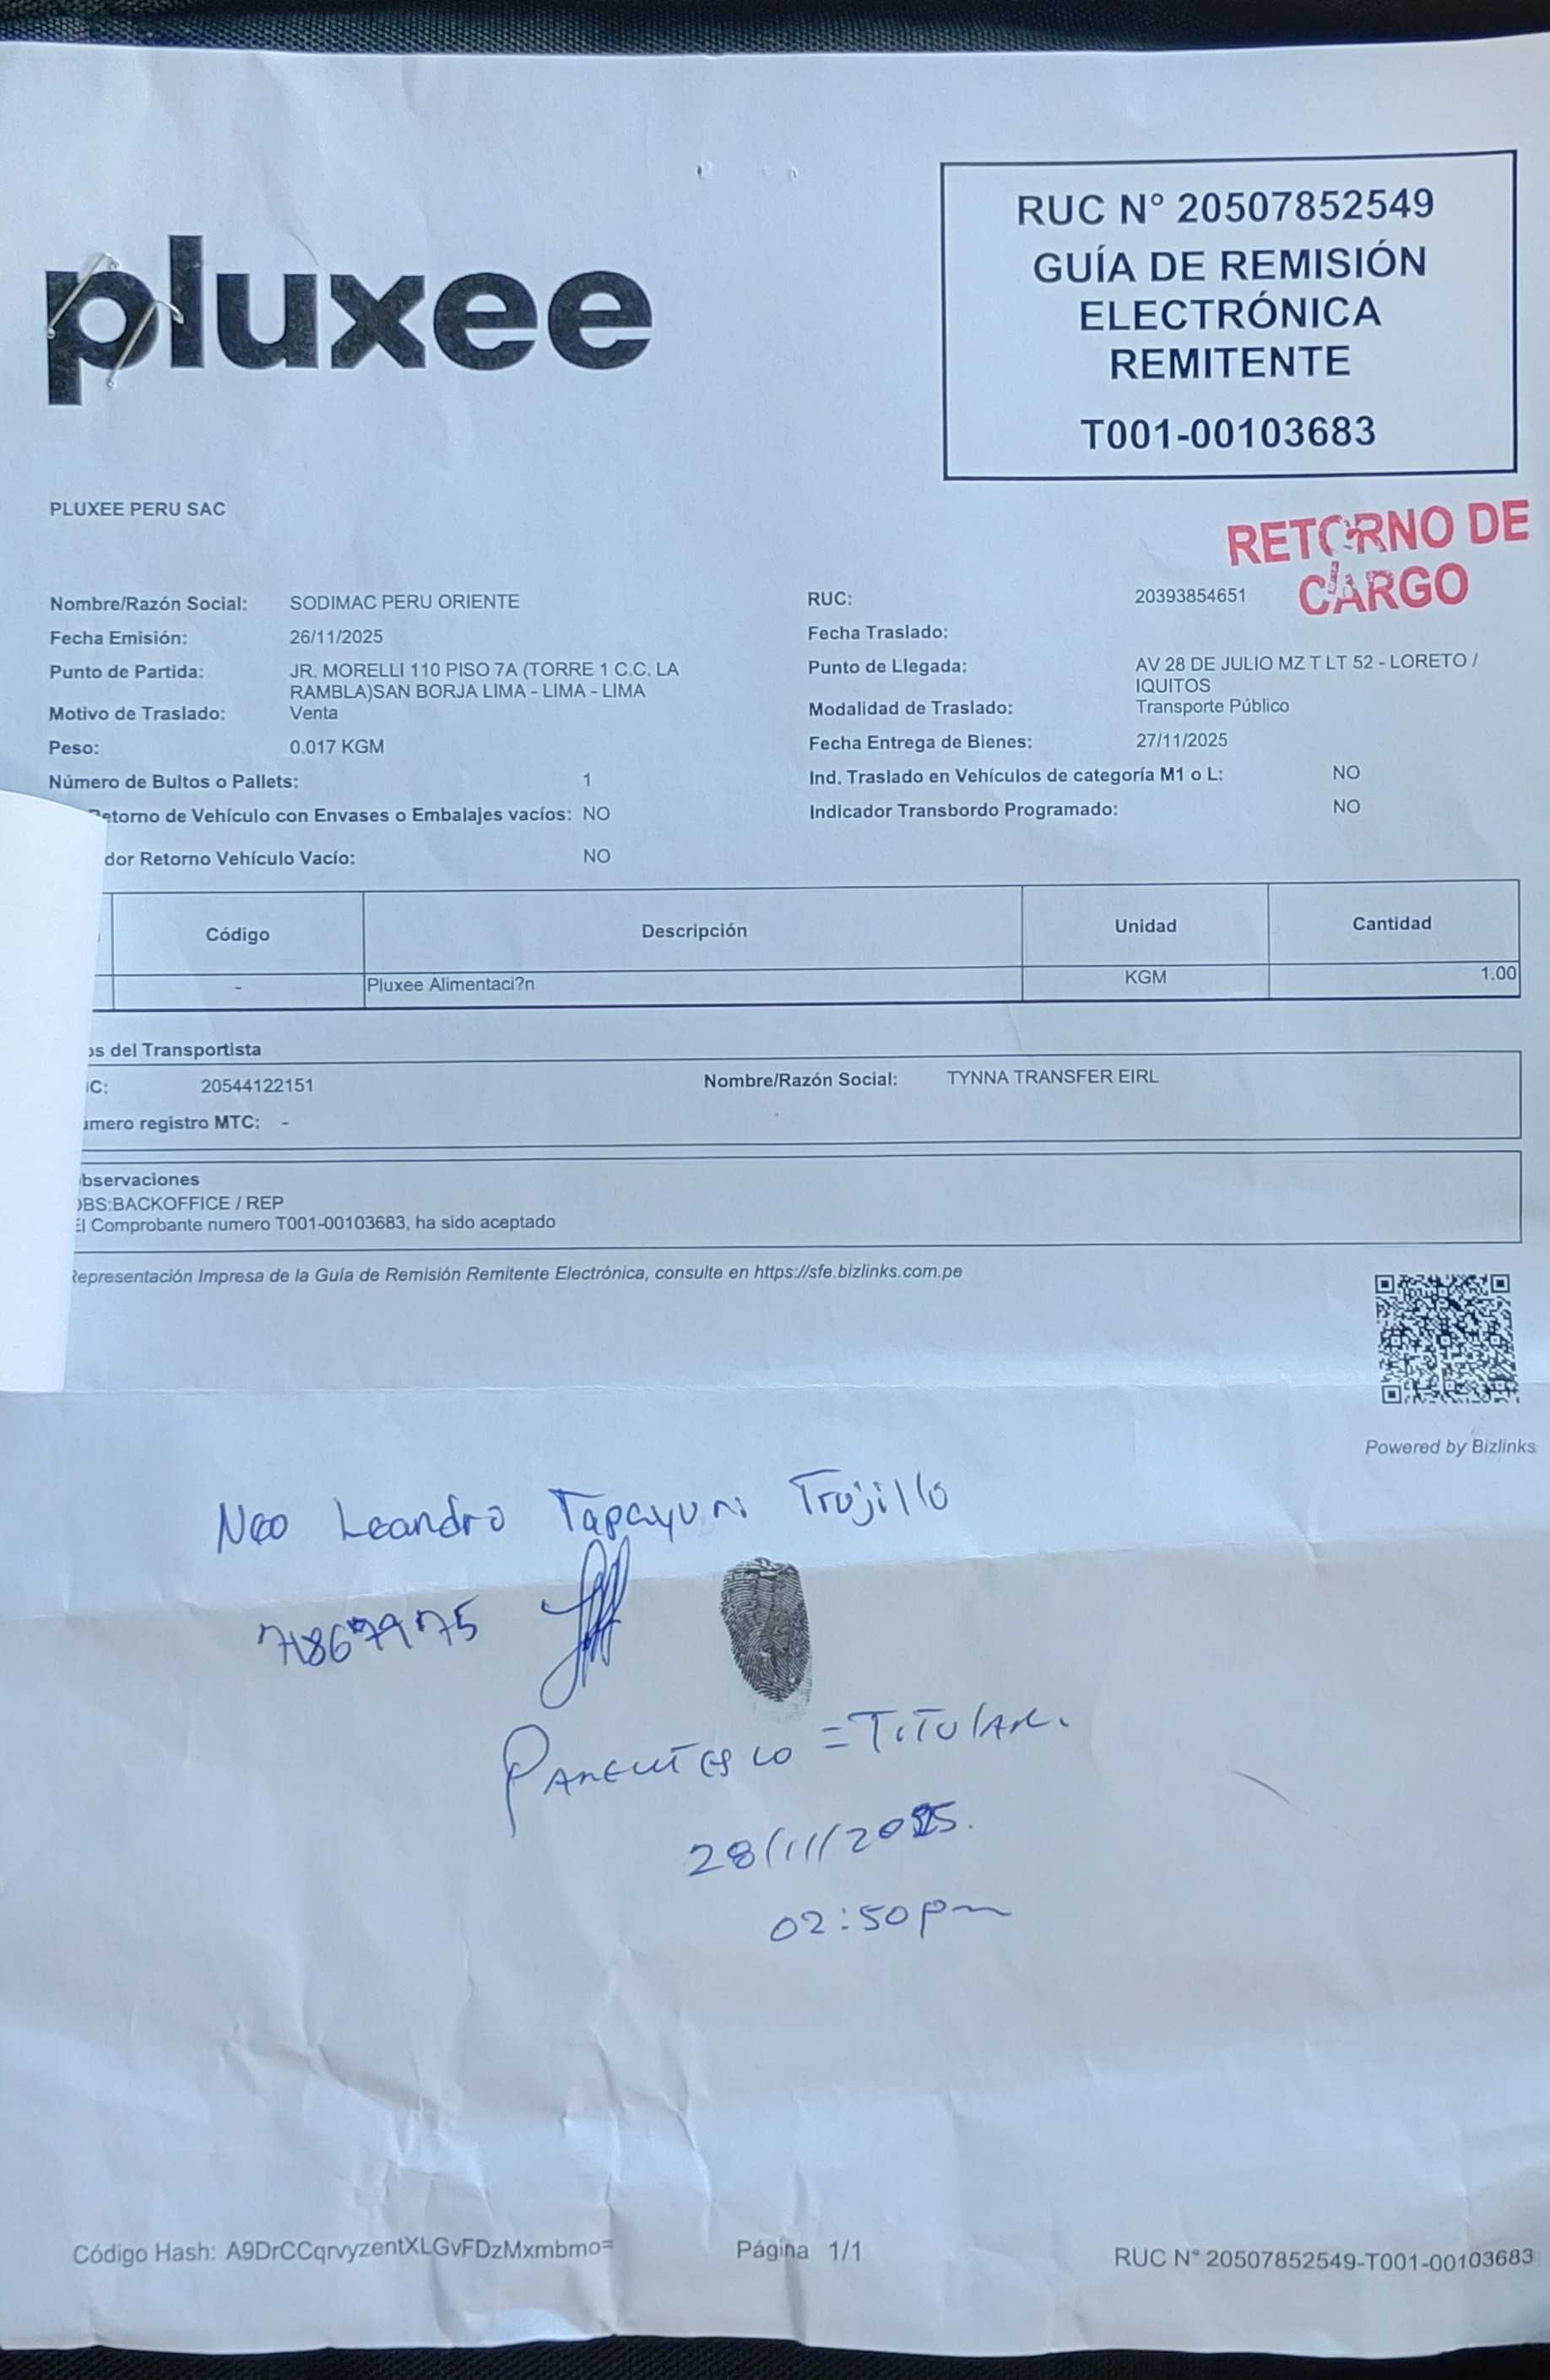 RUC N° 20507852549
GUÍA DE REMISIÓN
ELECTRÓNICA
REMITENTE
T001-00103683
pluxee
PLUXEE PERU SAC
RETORNO DE
CARGO
Nombre/Razón Social: SODIMAC PERU ORIENTE
Fecha Emisión: 26/11/2025
Punto de Partida: JR. MORELLI 110 PISO 7A (TORRE 1 C.C. LA
RAMBLA)SAN BORJA LIMA - LIMA - LIMA
Motivo de Traslado: Venta
Peso: 0.017 KGM
Número de Bultos o Pallets: 1
etorno de Vehículo con Envases o Embalajes vacíos: NO
dor Retorno Vehículo Vacío: NO
RUC: 20393854651
Fecha Traslado:
Punto de Llegada: AV 28 DE JULIO MZ T LT 52 - LORETO /
IQUITOS
Modalidad de Traslado: Transporte Público
Fecha Entrega de Bienes: 27/11/2025
Ind. Traslado en Vehículos de categoría M1 o L: NO
Indicador Transbordo Programado: NO
Código Descripción Unidad Cantidad
- Pluxee Alimentaci?n KGM 1.00
os del Transportista
C: 20544122151 Nombre/Razón Social: TYNNA TRANSFER EIRL
úmero registro MTC: -
bservaciones
OBS:BACKOFFICE / REP
El Comprobante numero T001-00103683, ha sido aceptado
Representación Impresa de la Guía de Remisión Remitente Electrónica, consulte en https://sfe.bizlinks.com.pe
Powered by Bizlinks
Neo Leandro Tapayuri Trujillo
71867975
PARENTESCO = TITULAR.
28/11/2025.
02:50pm
Código Hash: A9DrCCqrvyzentXLGvFDzMxmbmo= Página 1/1 RUC N° 20507852549-T001-00103683